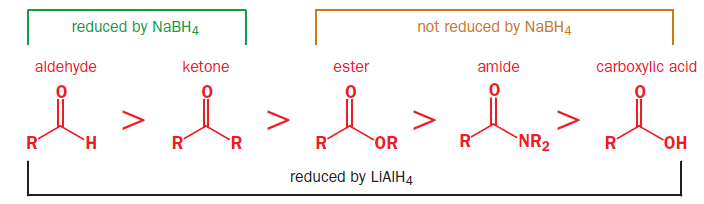 reduced by NaBH4 not reduced by NaBH4
aldehyde ketone ester amide carboxylic acid
O O O O O
> > > >
R H R R R OR R NR2 R OH
reduced by LiAlH4